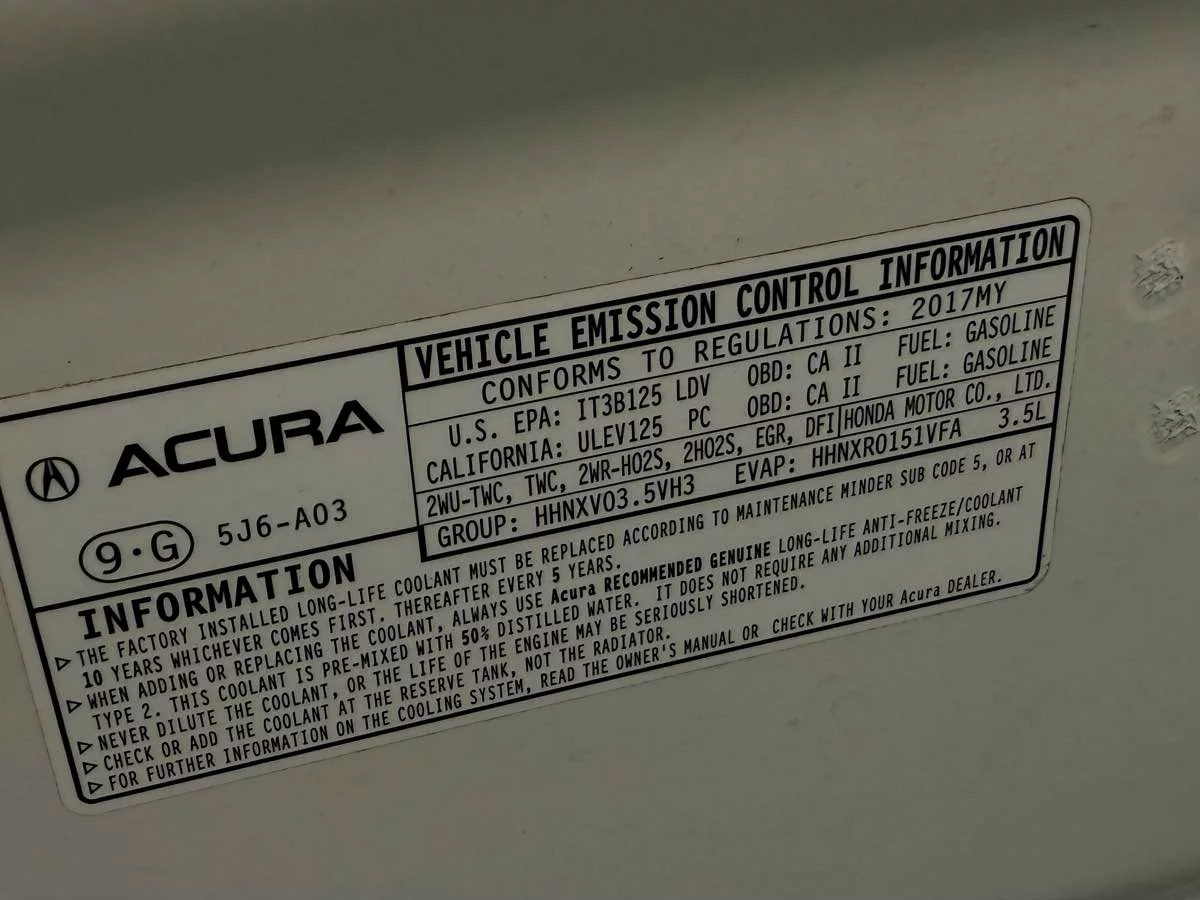 ACURA
9·G 5J6-A03
VEHICLE EMISSION CONTROL INFORMATION
CONFORMS TO REGULATIONS: 2017MY
U.S. EPA: IT3B125 LDV OBD: CA II FUEL: GASOLINE
CALIFORNIA: ULEV125 PC OBD: CA II FUEL: GASOLINE
2WU-TWC, TWC, 2WR-HO2S, 2HO2S, EGR, DFI HONDA MOTOR CO., LTD.
GROUP: HHNXV03.5VH3 EVAP: HHNXR0151VFA 3.5L
INFORMATION
▷ THE FACTORY INSTALLED LONG-LIFE COOLANT MUST BE REPLACED ACCORDING TO MAINTENANCE MINDER SUB CODE 5, OR AT
10 YEARS WHICHEVER COMES FIRST. THEREAFTER EVERY 5 YEARS.
▷ WHEN ADDING OR REPLACING THE COOLANT, ALWAYS USE Acura RECOMMENDED GENUINE LONG-LIFE ANTI-FREEZE/COOLANT
TYPE 2. THIS COOLANT IS PRE-MIXED WITH 50% DISTILLED WATER. IT DOES NOT REQUIRE ANY ADDITIONAL MIXING.
▷ NEVER DILUTE THE COOLANT, OR THE LIFE OF THE ENGINE MAY BE SERIOUSLY SHORTENED.
▷ CHECK OR ADD THE COOLANT AT THE RESERVE TANK, NOT THE RADIATOR.
▷ FOR FURTHER INFORMATION ON THE COOLING SYSTEM, READ THE OWNER'S MANUAL OR CHECK WITH YOUR Acura DEALER.